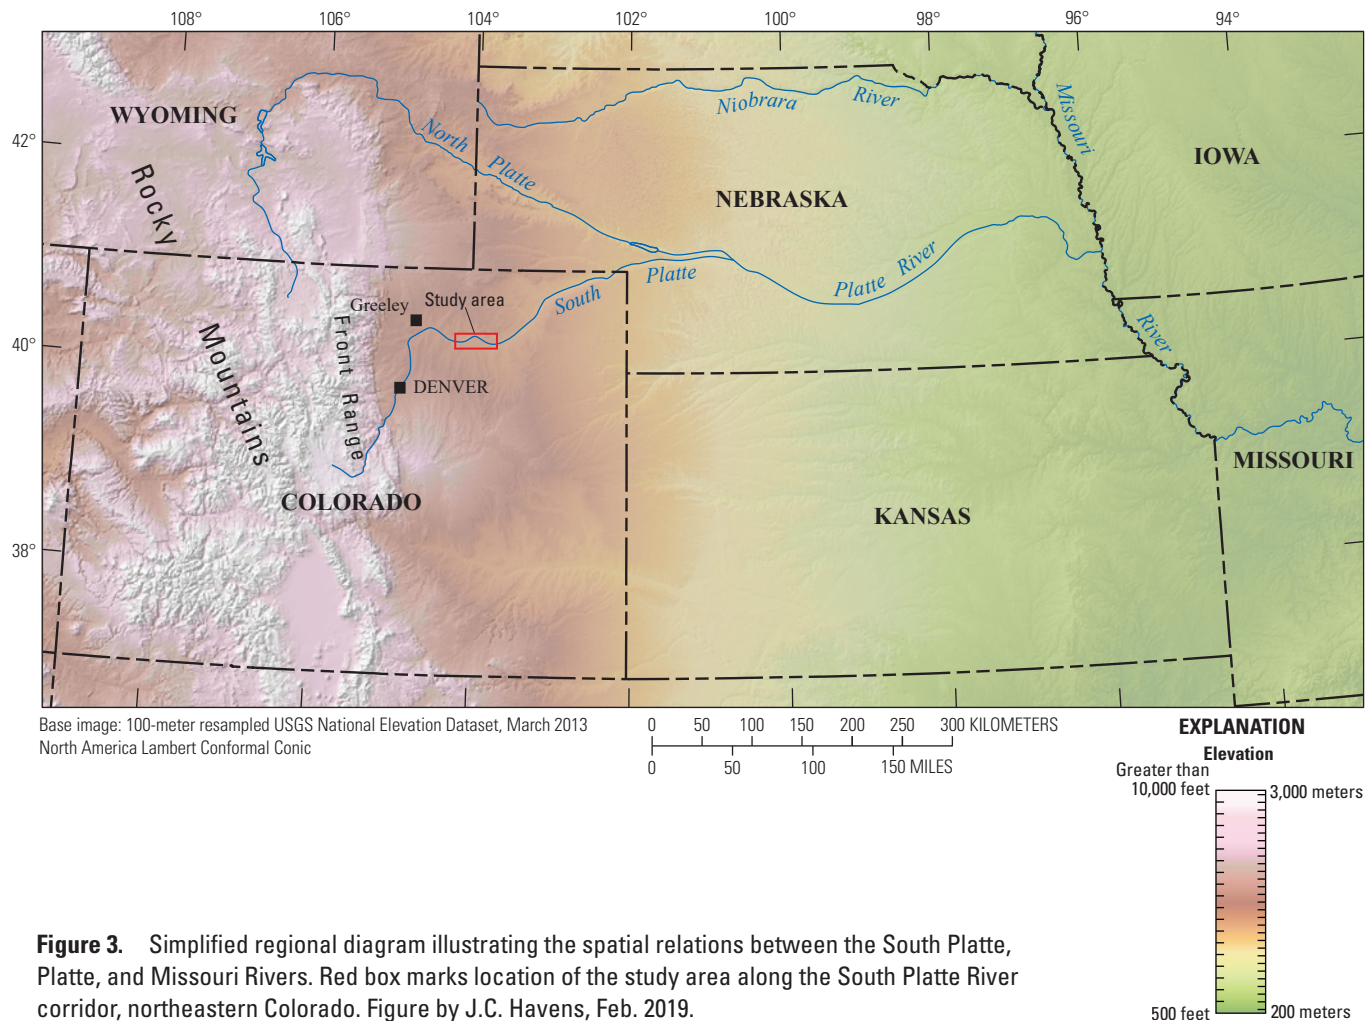 108° 106° 104° 102° 100° 98° 96° 94°
WYOMING
Niobrara River
Missouri
42°
North Platte
IOWA
Rocky
NEBRASKA
Platte River
South Platte
Greeley
Study area
River
40°
Mountains
Front Range
DENVER
MISSOURI
COLORADO
KANSAS
38°
Base image: 100-meter resampled USGS National Elevation Dataset, March 2013
North America Lambert Conformal Conic
0 50 100 150 200 250 300 KILOMETERS
0 50 100 150 MILES
EXPLANATION
Elevation
Greater than
10,000 feet
3,000 meters
500 feet
200 meters
Figure 3. Simplified regional diagram illustrating the spatial relations between the South Platte,
Platte, and Missouri Rivers. Red box marks location of the study area along the South Platte River
corridor, northeastern Colorado. Figure by J.C. Havens, Feb. 2019.